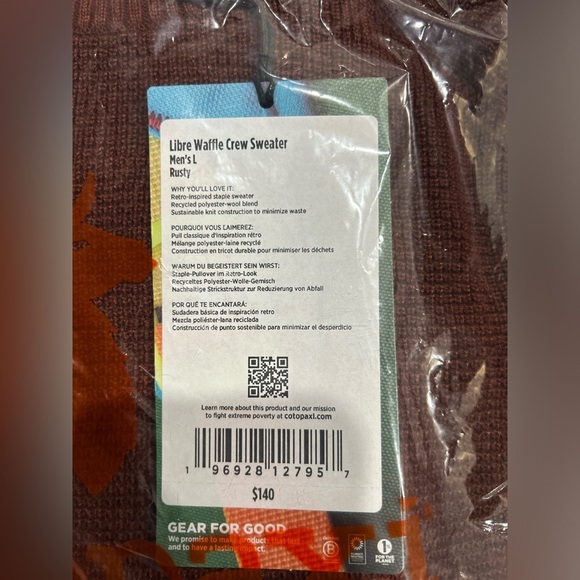 Libre Waffle Crew Sweater
Men's L
Rusty
WHY YOU'LL LOVE IT:
Retro-inspired staple sweater
Recycled polyester-wool blend
Sustainable knit construction to minimize waste
POURQUOI VOUS L'AIMEREZ:
Pull classique d'inspiration rétro
Mélange polyester-laine recyclé
Construction en tricot durable pour minimiser les déchets
WARUM DU BEGEISTERT SEIN WIRST:
Staple-Pullover im Retro-Look
Recyceltes Polyester-Wolle-Gemisch
Nachhaltige Strickstruktur zur Reduzierung von Abfall
POR QUÉ TE ENCANTARÁ:
Sudadera básica de inspiración retro
Mezcla poliéster-lana reciclada
Construcción de punto sostenible para minimizar el desperdicio
Learn more about this product and our mission
to fight extreme poverty at cotopaxi.com
1 96928 12795 7
$140
GEAR FOR GOOD
We promise to make products that last
and to have a lasting impact.
B
1%
FOR THE
PLANET